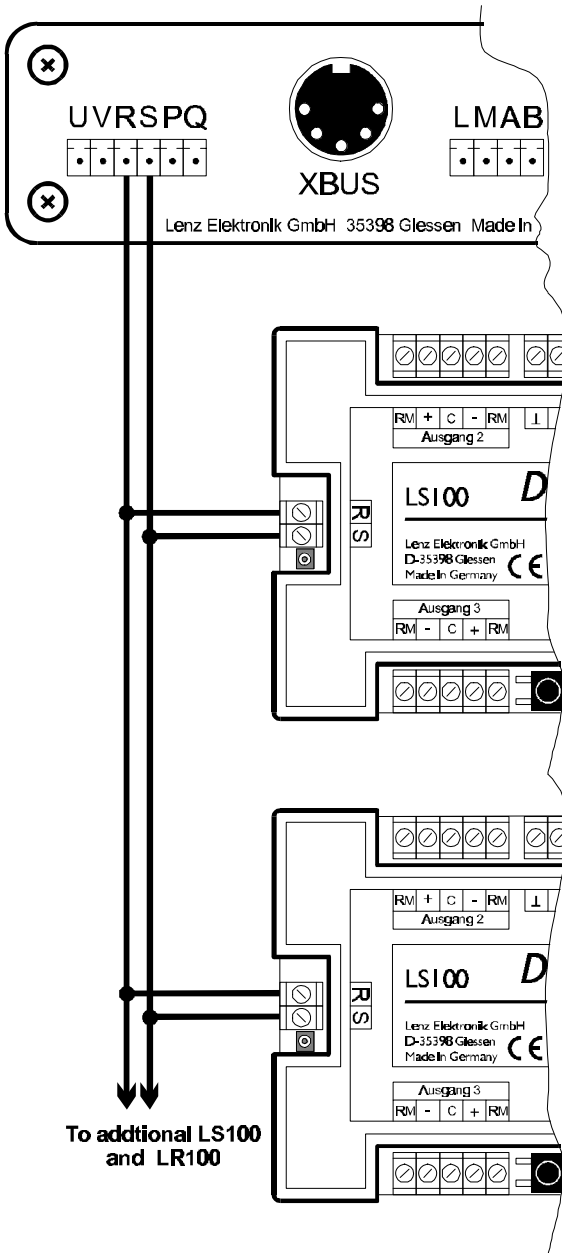 UVRSPQ
LMAB
XBUS
Lenz Elektronik GmbH 35398 Giessen Made In
RM + C - RM ⊥
Ausgang 2
R
S
LS100 D
Lenz Elektronik GmbH
D-35398 Giessen
Made In Germany CE
Ausgang 3
RM - C + RM
RM + C - RM ⊥
Ausgang 2
R
S
LS100 D
Lenz Elektronik GmbH
D-35398 Giessen
Made In Germany CE
Ausgang 3
RM - C + RM
To addtional LS100
and LR100